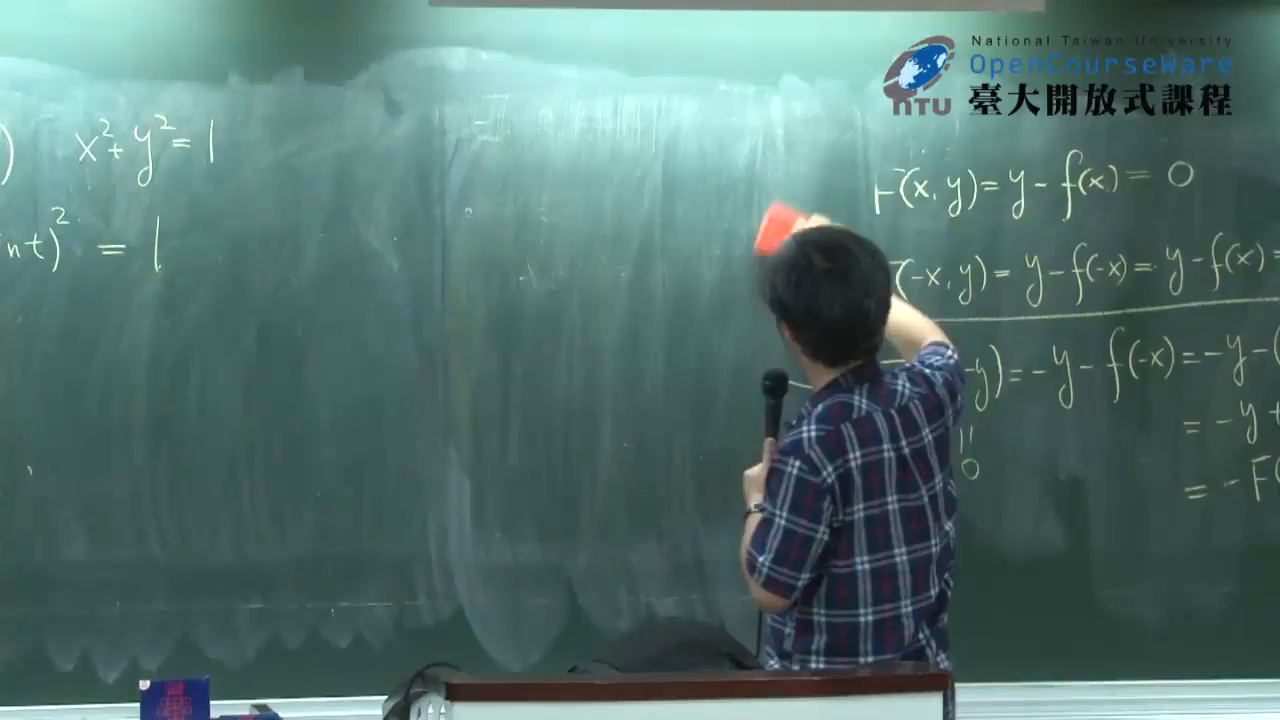 National Taiwan University
OpenCourseWare
NTU
臺大開放式課程
) x²+ y² = 1
nt)² = 1
F(x, y) = y - f(x) = 0
(-x, y) = y - f(-x) = y - f(x) =
-y) = - y - f(-x) = - y - (
= - y +
"
0
= - F(